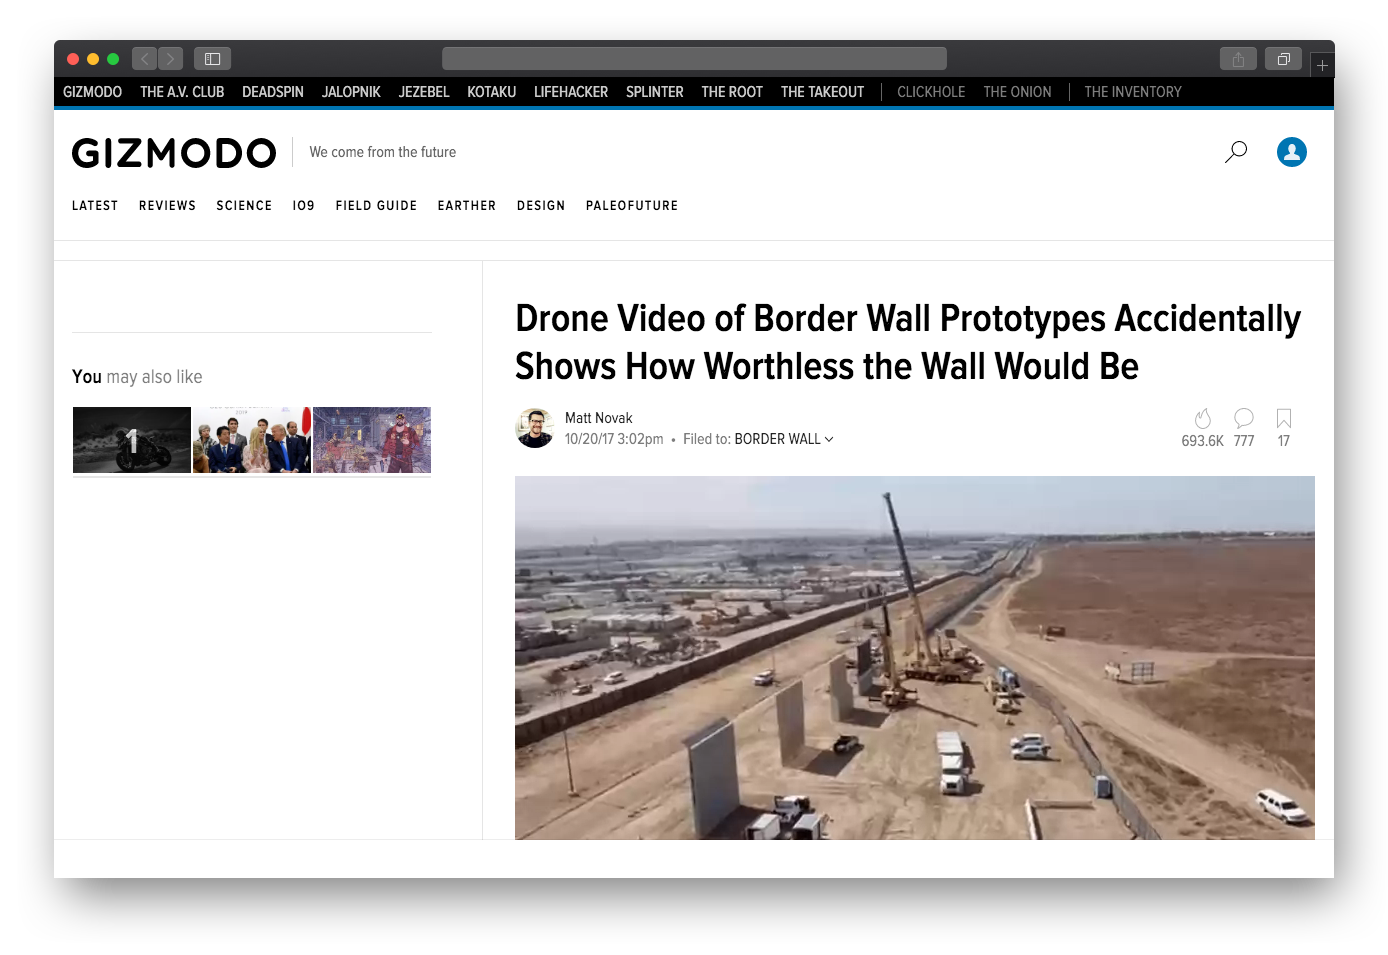 GIZMODO THE A.V. CLUB DEADSPIN JALOPNIK JEZEBEL KOTAKU LIFEHACKER SPLINTER THE ROOT THE TAKEOUT CLICKHOLE THE ONION THE INVENTORY
GIZMODO We come from the future
LATEST REVIEWS SCIENCE IO9 FIELD GUIDE EARTHER DESIGN PALEOFUTURE
You may also like
1
Drone Video of Border Wall Prototypes Accidentally
Shows How Worthless the Wall Would Be
Matt Novak
10/20/17 3:02pm • Filed to: BORDER WALL
693.6K 777 17